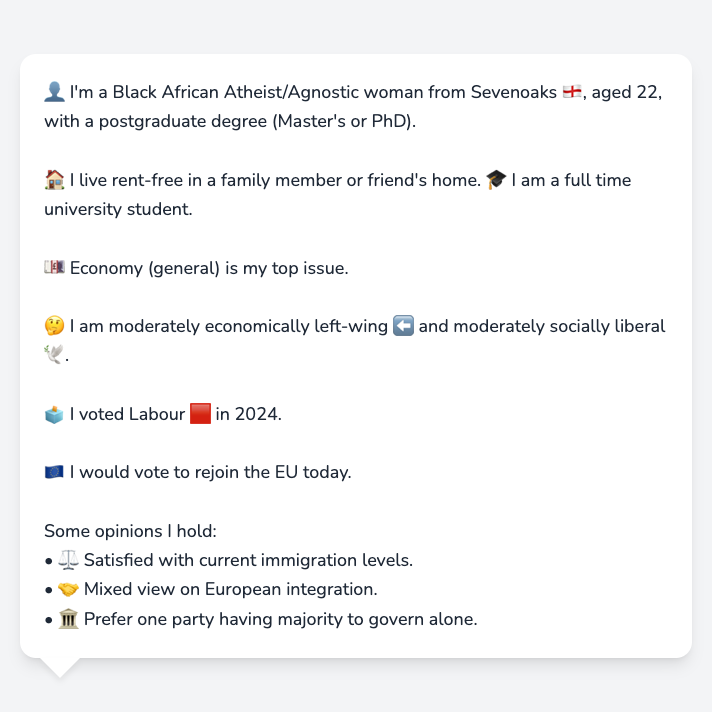 👤 I'm a Black African Atheist/Agnostic woman from Sevenoaks 🏴󠁧󠁢󠁥󠁮󠁧󠁿, aged 22,
with a postgraduate degree (Master's or PhD).
🏠 I live rent-free in a family member or friend's home. 🎓 I am a full time
university student.
💷 Economy (general) is my top issue.
🤔 I am moderately economically left-wing ⬅️ and moderately socially liberal
🕊️.
🗳️ I voted Labour 🟥 in 2024.
🇪🇺 I would vote to rejoin the EU today.
Some opinions I hold:
• ⚖️ Satisfied with current immigration levels.
• 🤝 Mixed view on European integration.
• 🏛️ Prefer one party having majority to govern alone.